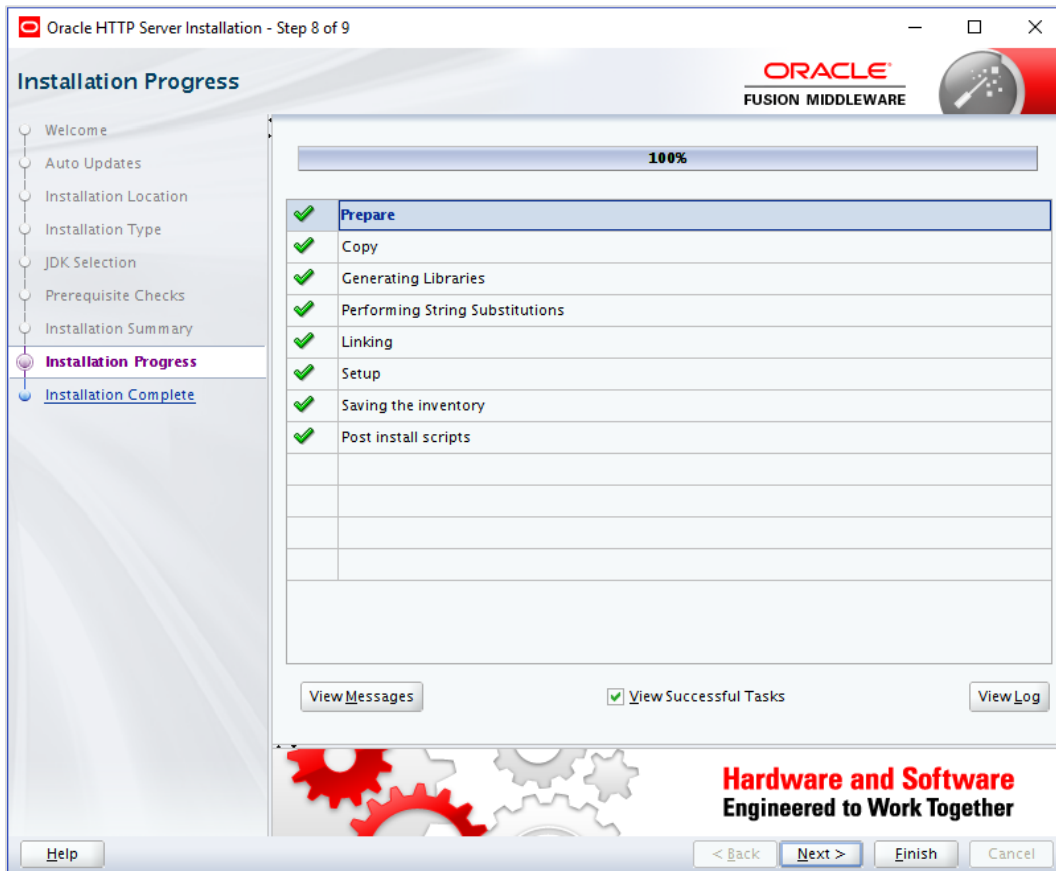 Oracle HTTP Server Installation - Step 8 of 9
Installation Progress
ORACLE®
FUSION MIDDLEWARE
Welcome
Auto Updates
Installation Location
Installation Type
JDK Selection
Prerequisite Checks
Installation Summary
Installation Progress
Installation Complete
100%
Prepare
Copy
Generating Libraries
Performing String Substitutions
Linking
Setup
Saving the inventory
Post install scripts
View Messages
View Successful Tasks
View Log
Hardware and Software
Engineered to Work Together
Help
< Back
Next >
Finish
Cancel